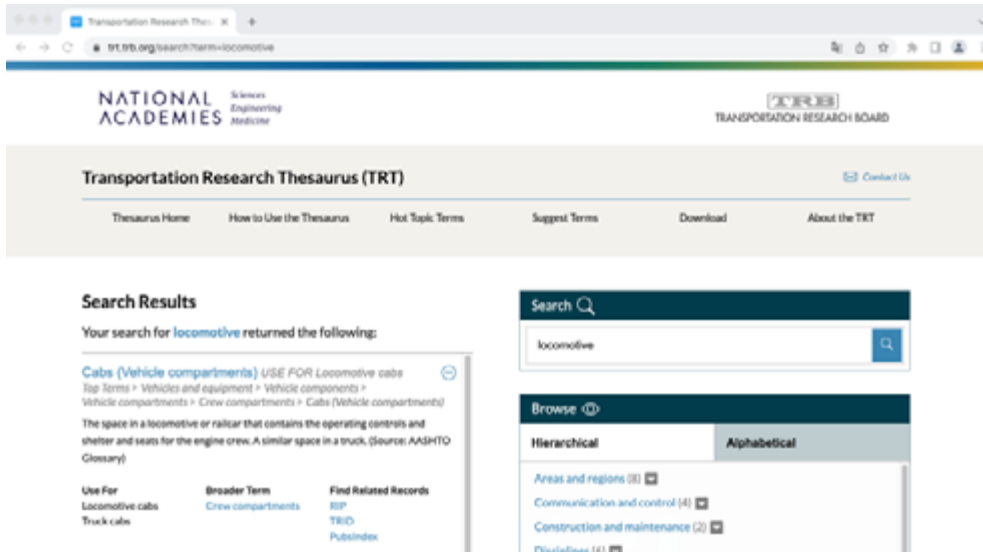 Transportation Research Thes
trt.trb.org/search?term=locomotive
NATIONAL ACADEMIES
Sciences
Engineering
Medicine
TRB
TRANSPORTATION RESEARCH BOARD
Transportation Research Thesaurus (TRT)
Contact Us
Thesaurus Home How to Use the Thesaurus Hot Topic Terms Suggest Terms Download About the TRT
Search Results
Your search for locomotive returned the following:
Cabs (Vehicle compartments) USE FOR Locomotive cabs
Top Terms > Vehicles and equipment > Vehicle components >
Vehicle compartments > Crew compartments > Cabs (Vehicle compartments)
The space in a locomotive or railcar that contains the operating controls and
shelter and seats for the engine crew. A similar space in a truck. (Source: AASHTO
Glossary)
Use For Broader Term Find Related Records
Locomotive cabs Crew compartments RIP
Truck cabs TRID
PubsIndex
Search
locomotive
Browse
Hierarchical Alphabetical
Areas and regions (8)
Communication and control (4)
Construction and maintenance (2)
Disciplines (6)